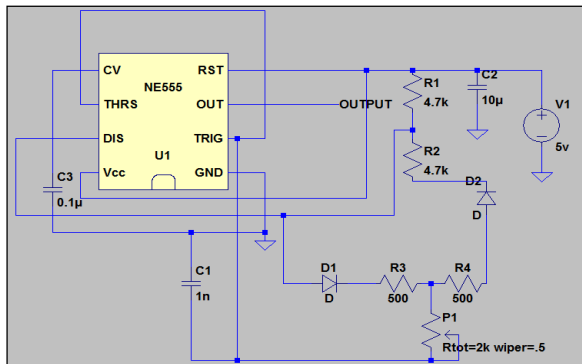 CV
NE555
RST
THRS
OUT
OUTPUT
DIS
TRIG
U1
Vcc
GND
C3
0.1µ
C1
1n
R1
4.7k
C2
10µ
V1
5v
R2
4.7k
D2
D
D1
D
R3
500
R4
500
P1
Rtot=2k wiper=.5